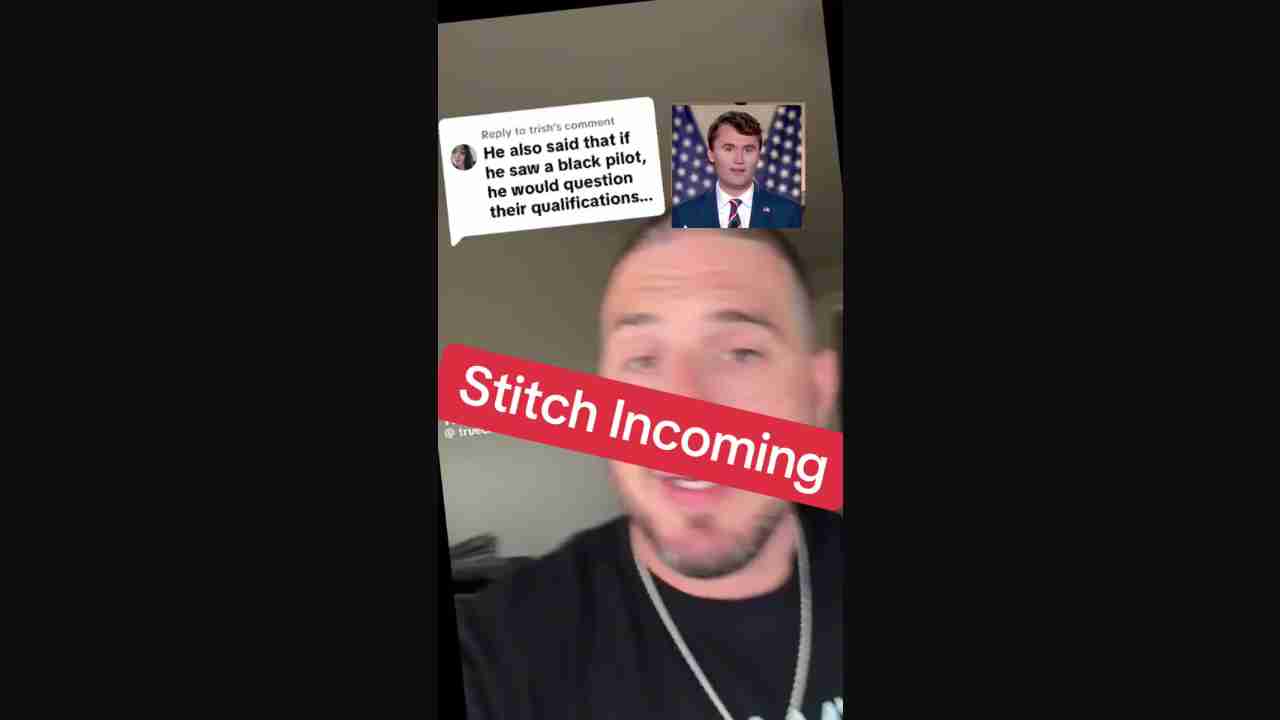 Reply to trish's comment
He also said that if
he saw a black pilot,
he would question
their qualifications...
Stitch Incoming